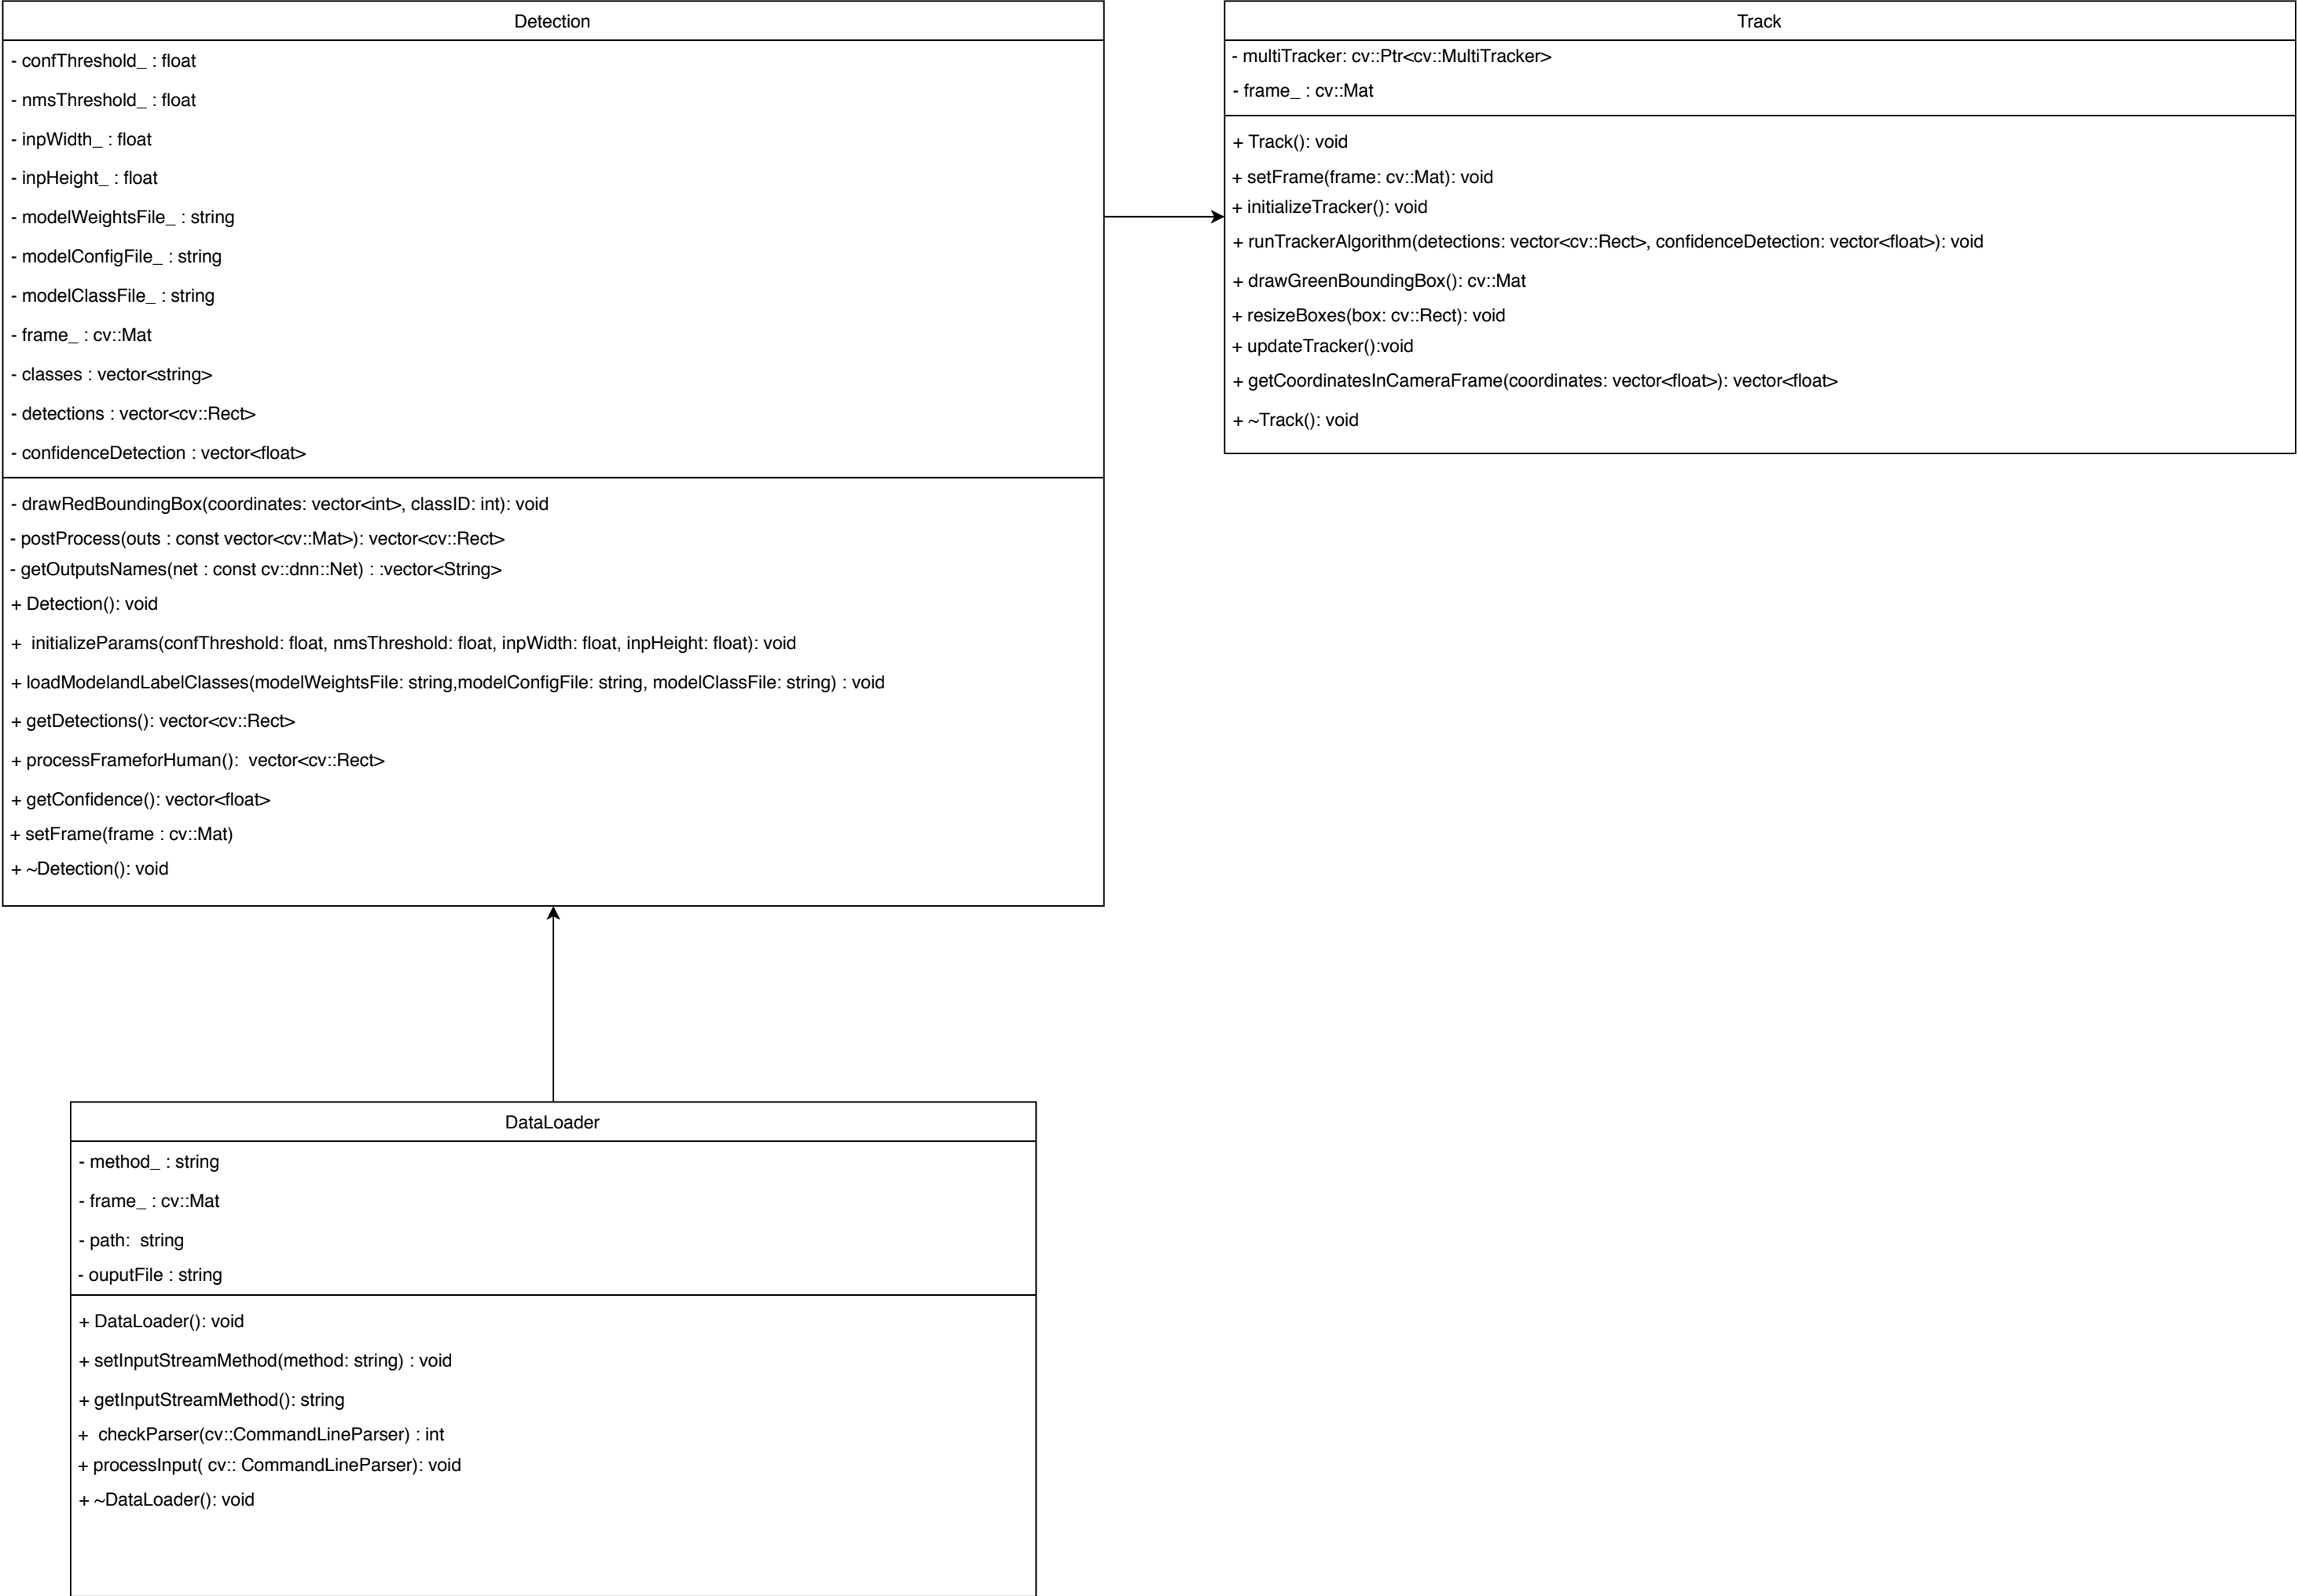 Detection
- confThreshold_ : float
- nmsThreshold_ : float
- inpWidth_ : float
- inpHeight_ : float
- modelWeightsFile_ : string
- modelConfigFile_ : string
- modelClassFile_ : string
- frame_ : cv::Mat
- classes : vector<string>
- detections : vector<cv::Rect>
- confidenceDetection : vector<float>
- drawRedBoundingBox(coordinates: vector<int>, classID: int): void
- postProcess(outs : const vector<cv::Mat>): vector<cv::Rect>
- getOutputsNames(net : const cv::dnn::Net) : :vector<String>
+ Detection(): void
+  initializeParams(confThreshold: float, nmsThreshold: float, inpWidth: float, inpHeight: float): void
+ loadModelandLabelClasses(modelWeightsFile: string,modelConfigFile: string, modelClassFile: string) : void
+ getDetections(): vector<cv::Rect>
+ processFrameforHuman():  vector<cv::Rect>
+ getConfidence(): vector<float>
+ setFrame(frame : cv::Mat)
+ ~Detection(): void
Track
- multiTracker: cv::Ptr<cv::MultiTracker>
- frame_ : cv::Mat
+ Track(): void
+ setFrame(frame: cv::Mat): void
+ initializeTracker(): void
+ runTrackerAlgorithm(detections: vector<cv::Rect>, confidenceDetection: vector<float>): void
+ drawGreenBoundingBox(): cv::Mat
+ resizeBoxes(box: cv::Rect): void
+ updateTracker():void
+ getCoordinatesInCameraFrame(coordinates: vector<float>): vector<float>
+ ~Track(): void
DataLoader
- method_ : string
- frame_ : cv::Mat
- path:  string
- ouputFile : string
+ DataLoader(): void
+ setInputStreamMethod(method: string) : void
+ getInputStreamMethod(): string
+  checkParser(cv::CommandLineParser) : int
+ processInput( cv:: CommandLineParser): void
+ ~DataLoader(): void